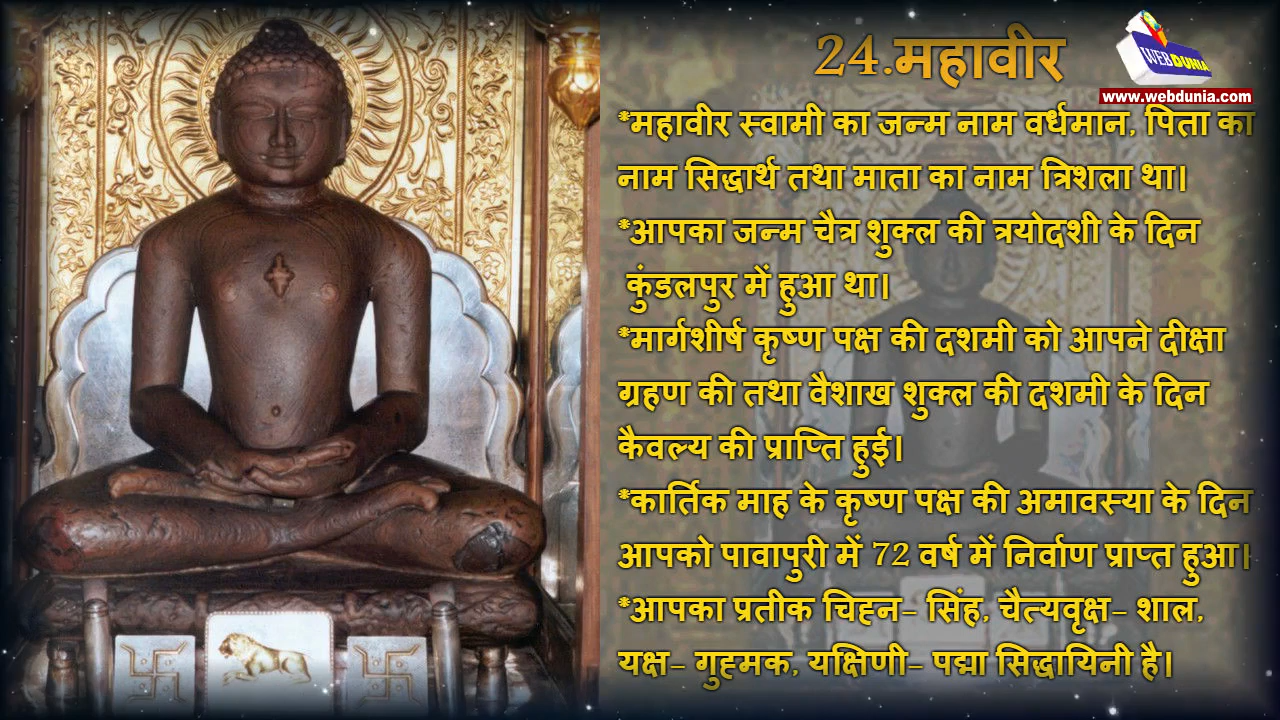 24.महावीर
WEBDUNIA
www.webdunia.com
*महावीर स्वामी का जन्म नाम वर्धमान, पिता का
नाम सिद्धार्थ तथा माता का नाम त्रिशला था।
*आपका जन्म चैत्र शुक्ल की त्रयोदशी के दिन
कुंडलपुर में हुआ था।
*मार्गशीर्ष कृष्ण पक्ष की दशमी को आपने दीक्षा
ग्रहण की तथा वैशाख शुक्ल की दशमी के दिन
कैवल्य की प्राप्ति हुई।
*कार्तिक माह के कृष्ण पक्ष की अमावस्या के दिन
आपको पावापुरी में 72 वर्ष में निर्वाण प्राप्त हुआ।
*आपका प्रतीक चिह्न- सिंह, चैत्यवृक्ष- शाल,
यक्ष- गुह्मक, यक्षिणी- पद्मा सिद्धायिनी है।